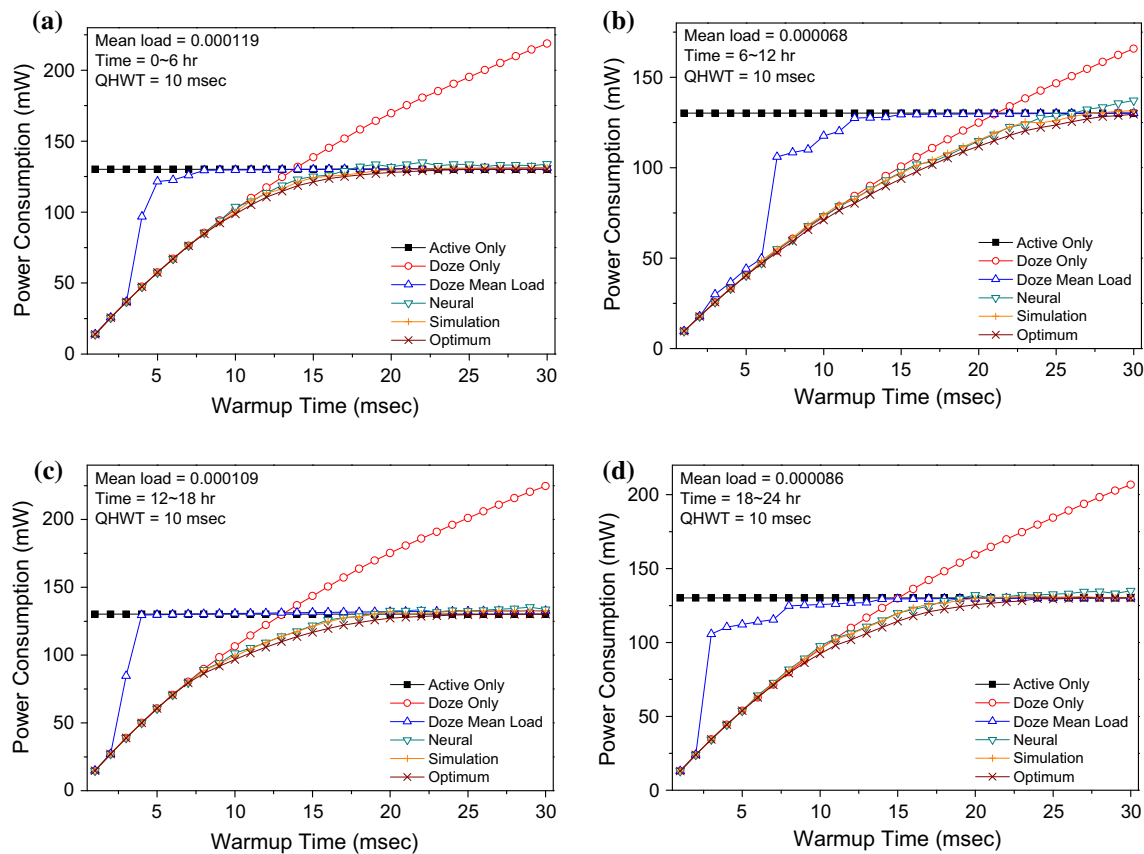 (a)
Mean load = 0.000119
Time = 0~6 hr
QHWT = 10 msec
200
150
100
50
0
Power Consumption (mW)
Active Only
Doze Only
Doze Mean Load
Neural
Simulation
Optimum
5 10 15 20 25 30
Warmup Time (msec)
(b)
Mean load = 0.000068
Time = 6~12 hr
QHWT = 10 msec
150
100
50
0
Power Consumption (mW)
Active Only
Doze Only
Doze Mean Load
Neural
Simulation
Optimum
5 10 15 20 25 30
Warmup Time (msec)
(c)
Mean load = 0.000109
Time = 12~18 hr
QHWT = 10 msec
200
150
100
50
0
Power Consumption (mW)
Active Only
Doze Only
Doze Mean Load
Neural
Simulation
Optimum
5 10 15 20 25 30
Warmup Time (msec)
(d)
Mean load = 0.000086
Time = 18~24 hr
QHWT = 10 msec
200
150
100
50
0
Power Consumption (mW)
Active Only
Doze Only
Doze Mean Load
Neural
Simulation
Optimum
5 10 15 20 25 30
Warmup Time (msec)